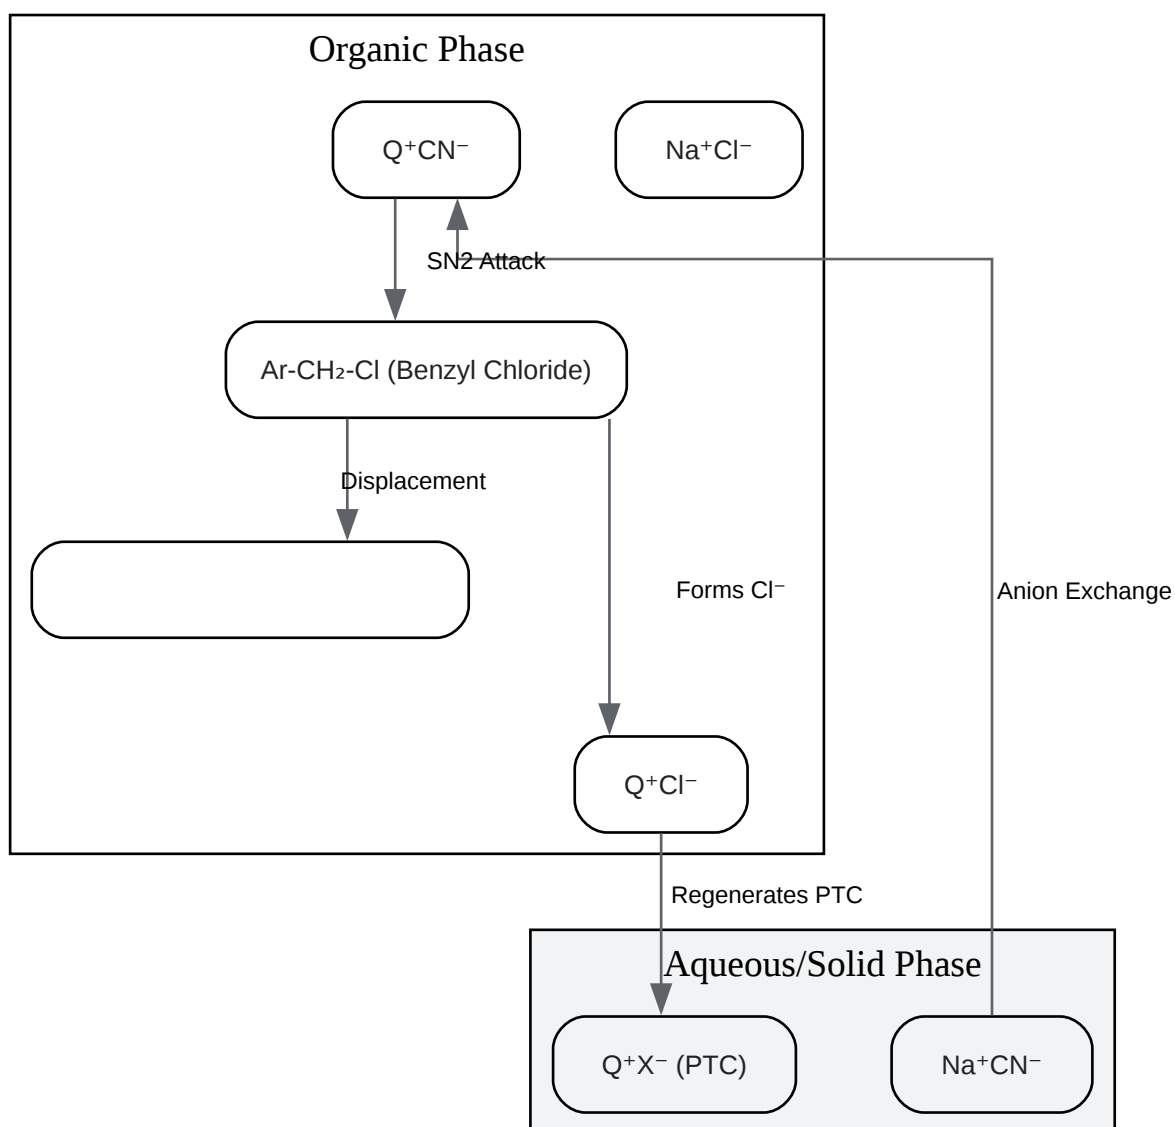 Organic Phase
Q⁺CN⁻
Na⁺Cl⁻
SN2 Attack
Ar-CH₂-Cl (Benzyl Chloride)
Displacement
Forms Cl⁻
Anion Exchange
Q⁺Cl⁻
Regenerates PTC
Aqueous/Solid Phase
Q⁺X⁻ (PTC)
Na⁺CN⁻